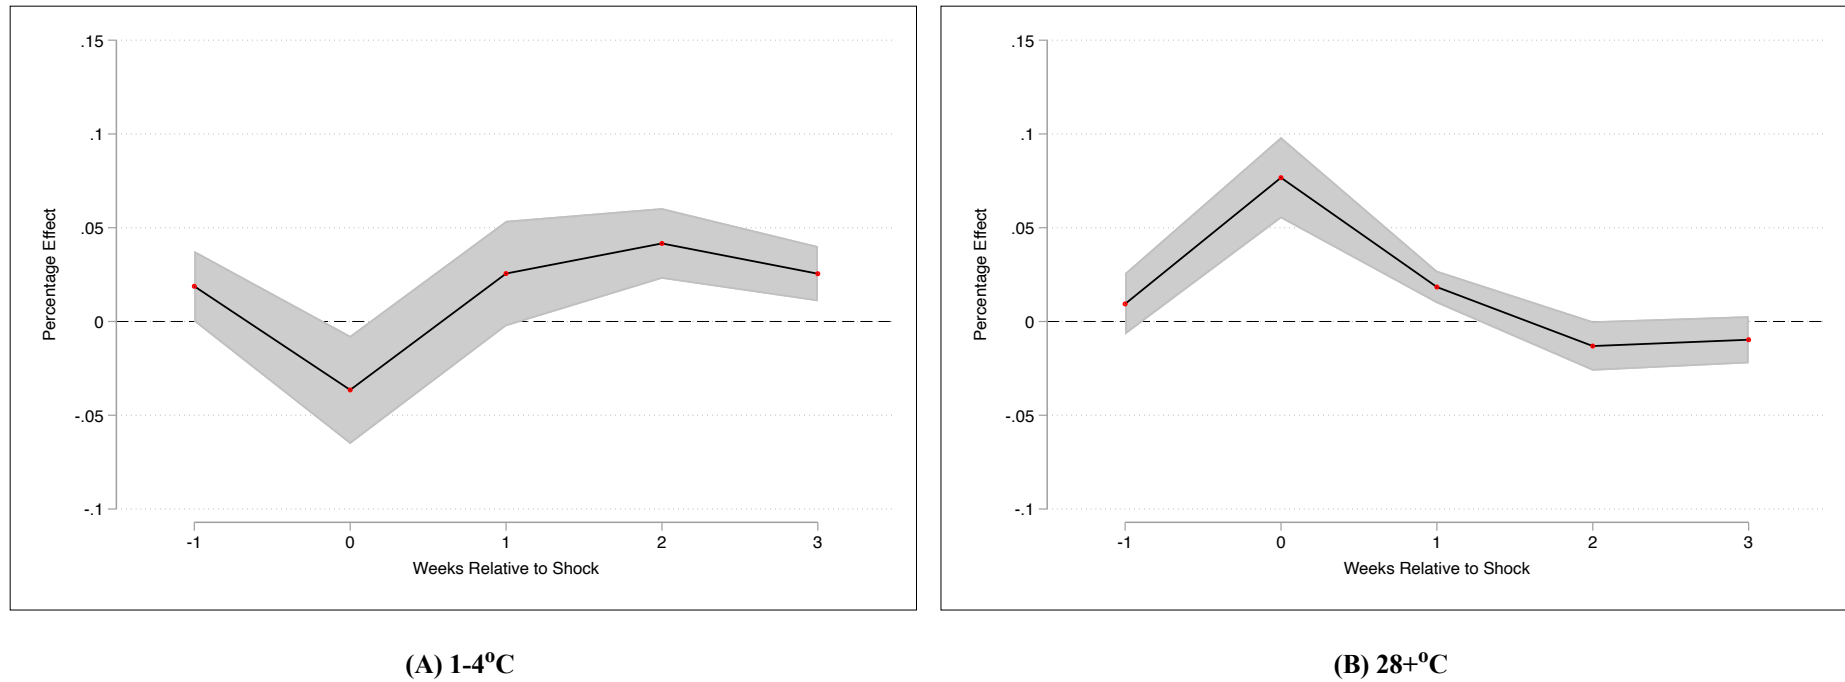 .15
.1
.05
0
-.05
-.1
Percentage Effect
-1 0 1 2 3
Weeks Relative to Shock
(A) 1-4°C
.15
.1
.05
0
-.05
-.1
Percentage Effect
-1 0 1 2 3
Weeks Relative to Shock
(B) 28+°C